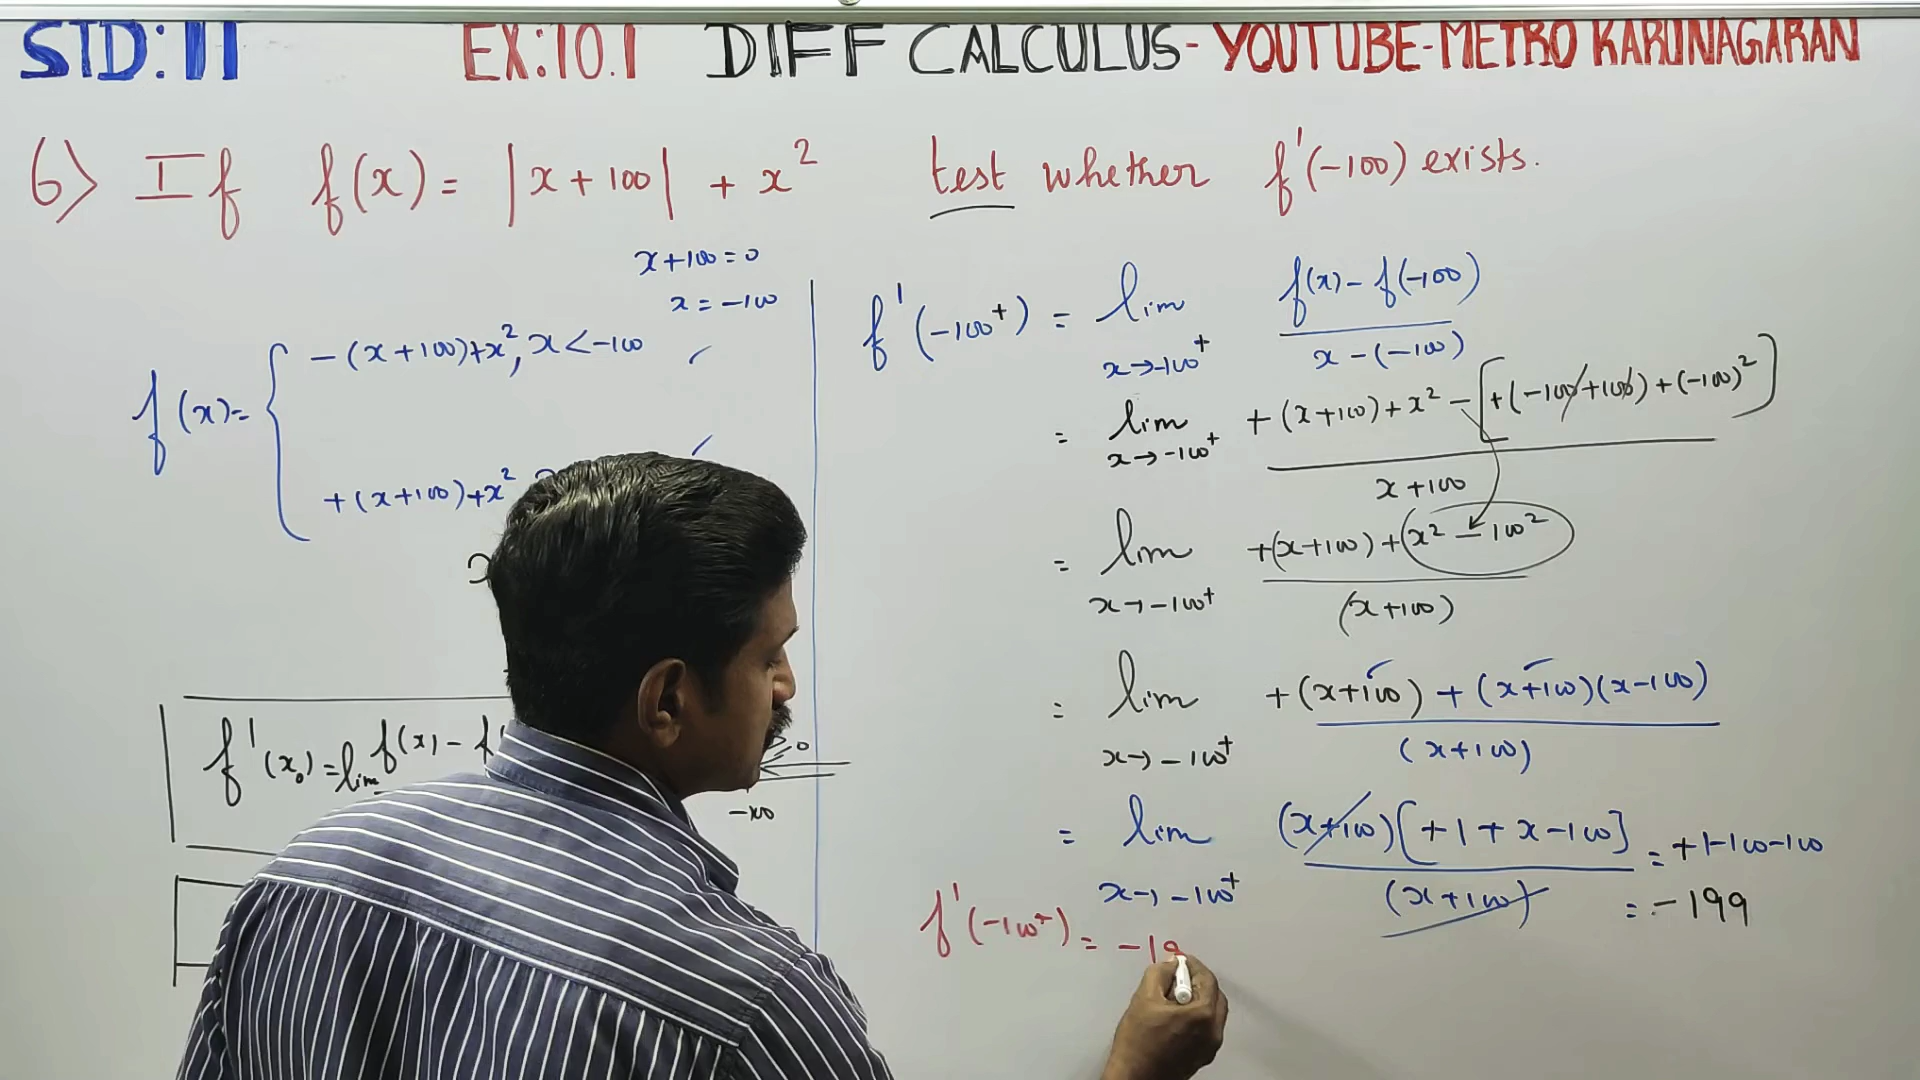 STD:11 EX:10.1 DIFF CALCULUS- YOUTUBE-METRO KARUNAGARAN
6) If f(x) = |x+100| + x² test whether f'(-100) exists.
x+100=0
x=-100
f(x)= { -(x+100)+x², x<-100
+(x+100)+x²
f'(x₀)=lim f(x)-f
0
-100
f'(-100⁺) = lim x→-100⁺ f(x)-f(-100) / x-(-100)
= lim x→-100⁺ +(x+100)+x² -[+(-100+100)+(-100)²] / x+100
= lim x→-100⁺ +(x+100)+(x²-100²) / (x+100)
= lim x→-100⁺ +(x+100)+(x+100)(x-100) / (x+100)
= lim x→-100⁺ (x+100)[+1+x-100] / (x+100) = +1-100-100
= -199
f'(-100⁺) = -19